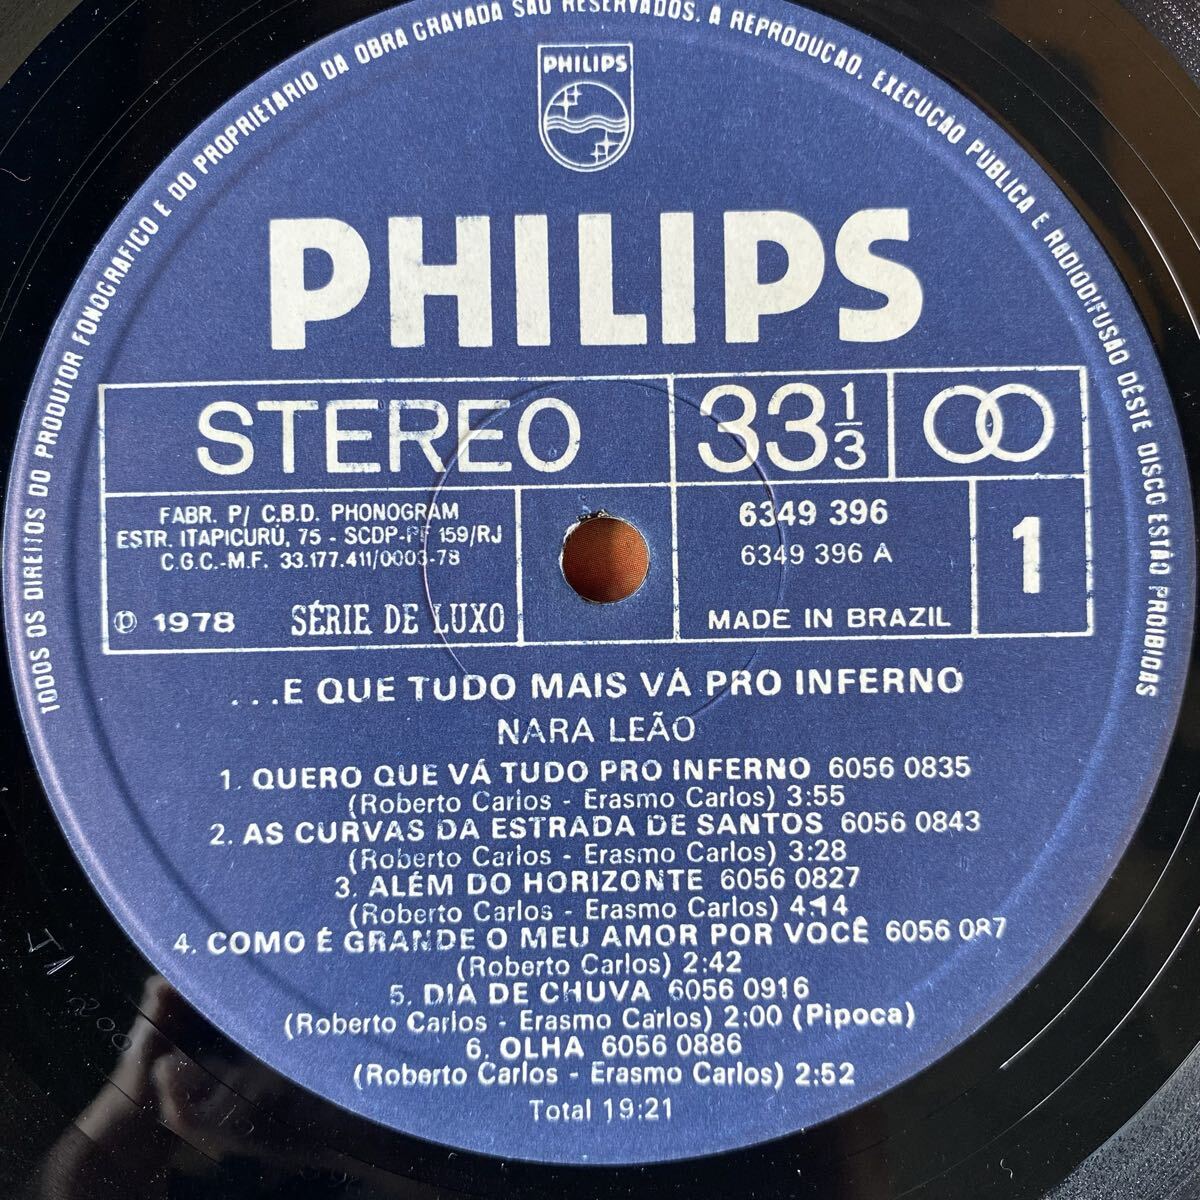 TODOS OS DIREITOS DO PRODUTOR FONOGRAFICO E DO PROPRIETARIO DA OBRA GRAVADA SÃO RESERVADOS. A REPRODUÇÃO, EXECUÇÃO PÚBLICA E RADIODIFUSÃO DÊSTE DISCO ESTÃO PROIBIDAS
PHILIPS
PHILIPS
STEREO
33 1/3
FABR. P/ C.B.D. PHONOGRAM
ESTR. ITAPICURÚ, 75 - SCDP-PF 159/RJ
C.G.C.-M.F. 33.177.411/0003-78
℗ 1978 SÉRIE DE LUXO
6349 396
6349 396 A
MADE IN BRAZIL
1
...E QUE TUDO MAIS VÁ PRO INFERNO
NARA LEÃO
1. QUERO QUE VÁ TUDO PRO INFERNO 6056 0835
(Roberto Carlos - Erasmo Carlos) 3:55
2. AS CURVAS DA ESTRADA DE SANTOS 6056 0843
(Roberto Carlos - Erasmo Carlos) 3:28
3. ALÉM DO HORIZONTE 6056 0827
(Roberto Carlos - Erasmo Carlos) 4:14
4. COMO É GRANDE O MEU AMOR POR VOCÊ 6056
(Roberto Carlos) 2:42
5. DIA DE CHUVA 6056 0916
(Roberto Carlos - Erasmo Carlos) 2:00 (Pipoca)
6. OLHA 6056 0886
(Roberto Carlos - Erasmo Carlos) 2:52
Total 19:21